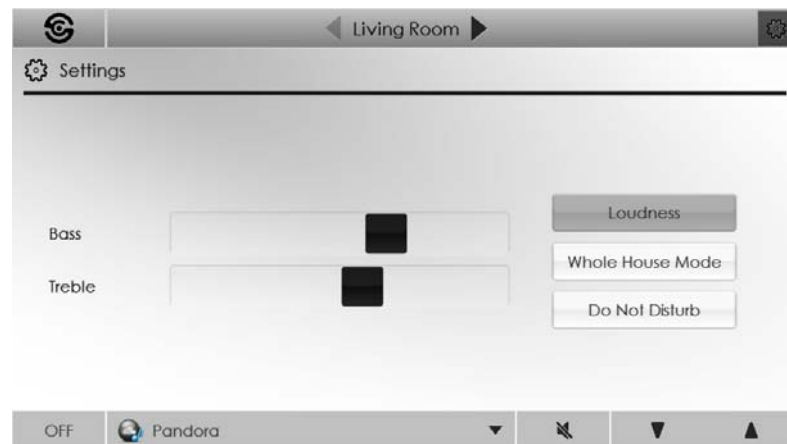 Living Room
Settings
Bass
Treble
Loudness
Whole House Mode
Do Not Disturb
OFF
Pandora